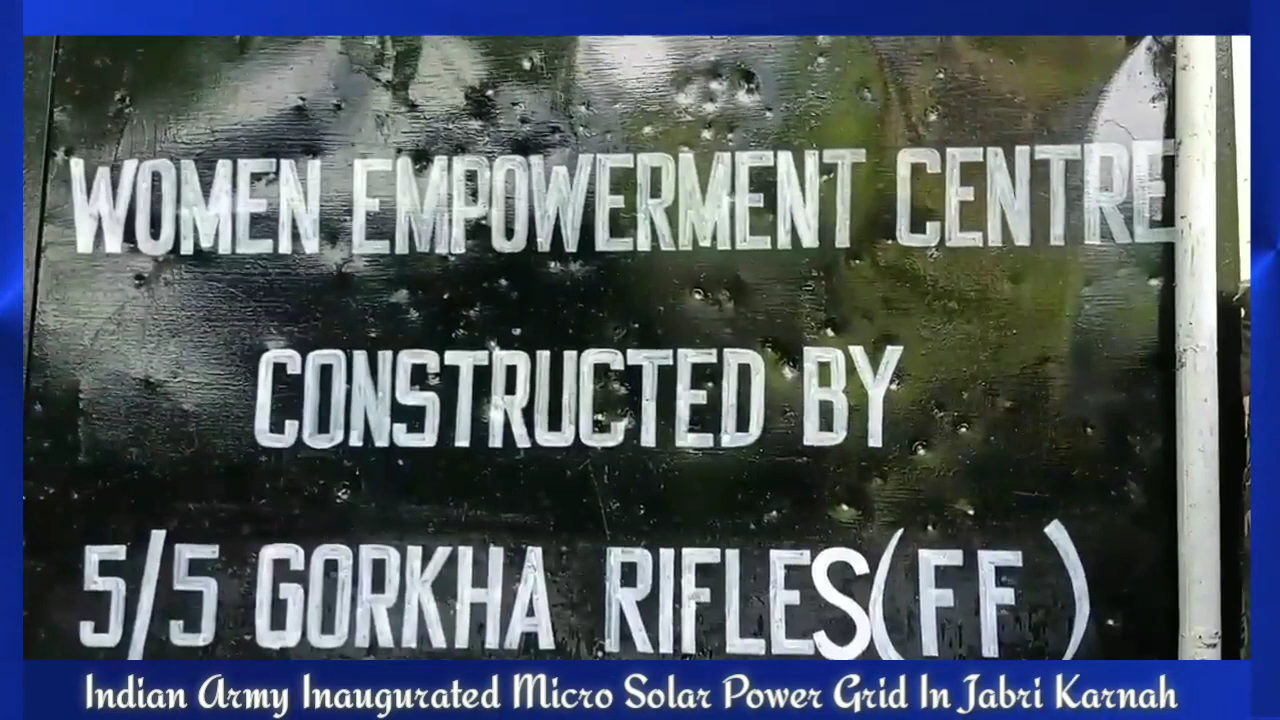 WOMEN EMPOWERMENT CENTRE
CONSTRUCTED BY
5/5 GORKHA RIFLES(FF)
Indian Army Inaugurated Micro Solar Power Grid In Jabri Karnah